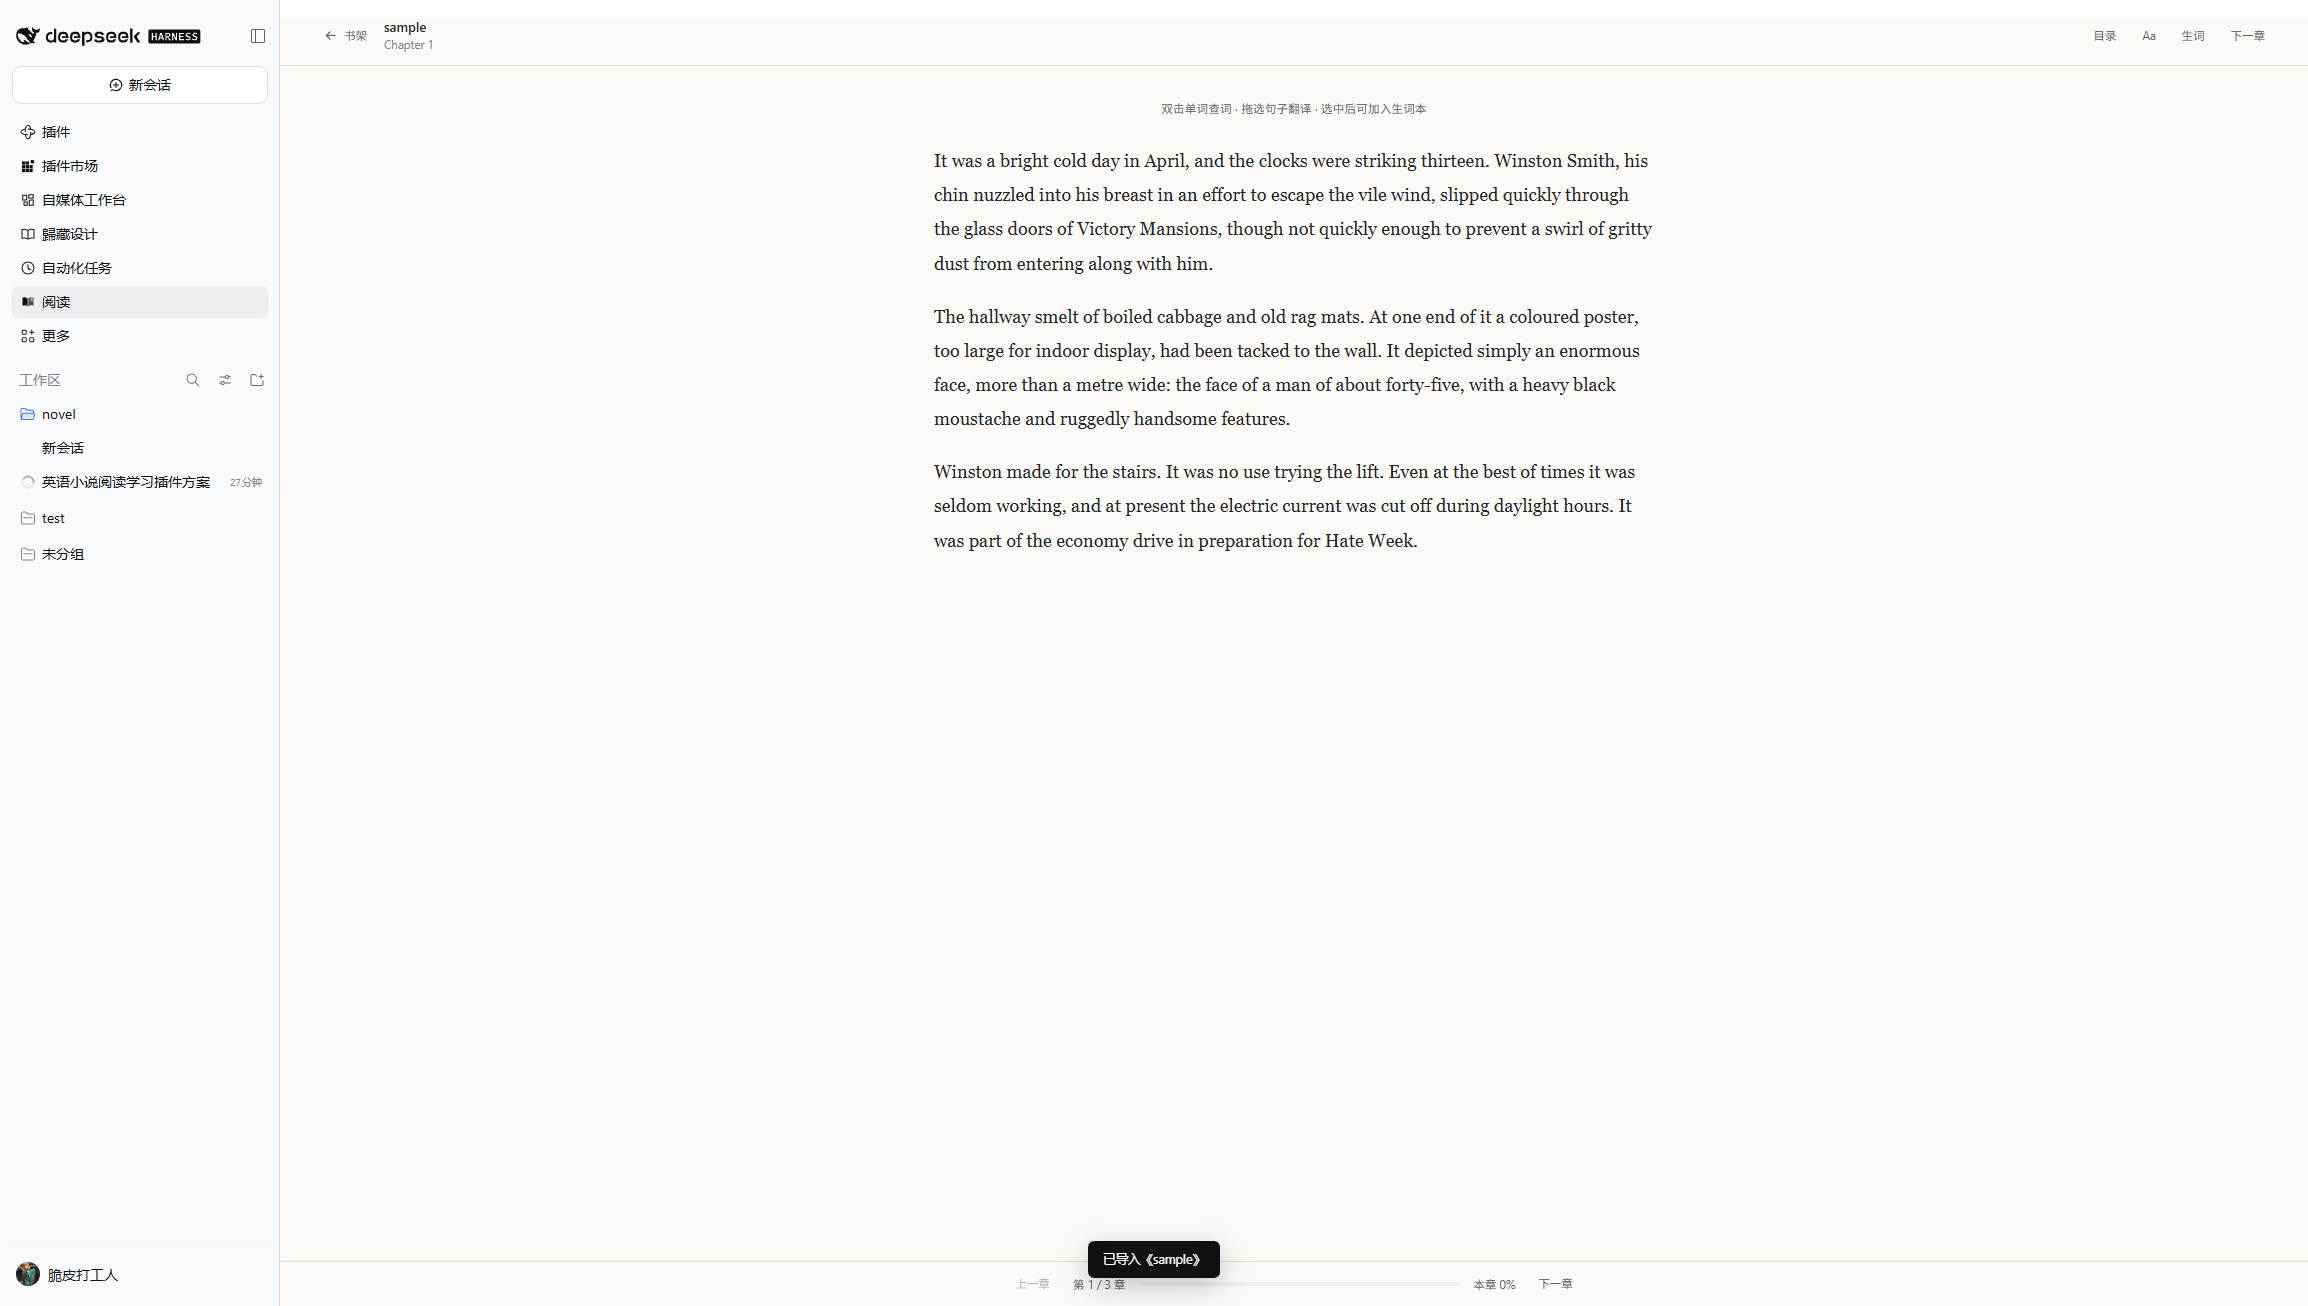 deepseek HARNESS
新会话
插件
插件市场
自媒体工作台
歸藏设计
自动化任务
阅读
更多
工作区
novel
新会话
英语小说阅读学习插件方案 27分钟
test
未分组
脆皮打工人
书架
sample
Chapter 1
目录 Aa 生词 下一章
双击单词查词 · 拖选句子翻译 · 选中后可加入生词本
It was a bright cold day in April, and the clocks were striking thirteen. Winston Smith, his
chin nuzzled into his breast in an effort to escape the vile wind, slipped quickly through
the glass doors of Victory Mansions, though not quickly enough to prevent a swirl of gritty
dust from entering along with him.
The hallway smelt of boiled cabbage and old rag mats. At one end of it a coloured poster,
too large for indoor display, had been tacked to the wall. It depicted simply an enormous
face, more than a metre wide: the face of a man of about forty-five, with a heavy black
moustache and ruggedly handsome features.
Winston made for the stairs. It was no use trying the lift. Even at the best of times it was
seldom working, and at present the electric current was cut off during daylight hours. It
was part of the economy drive in preparation for Hate Week.
已导入《sample》
上一章 第 1 / 3 章 本章 0% 下一章